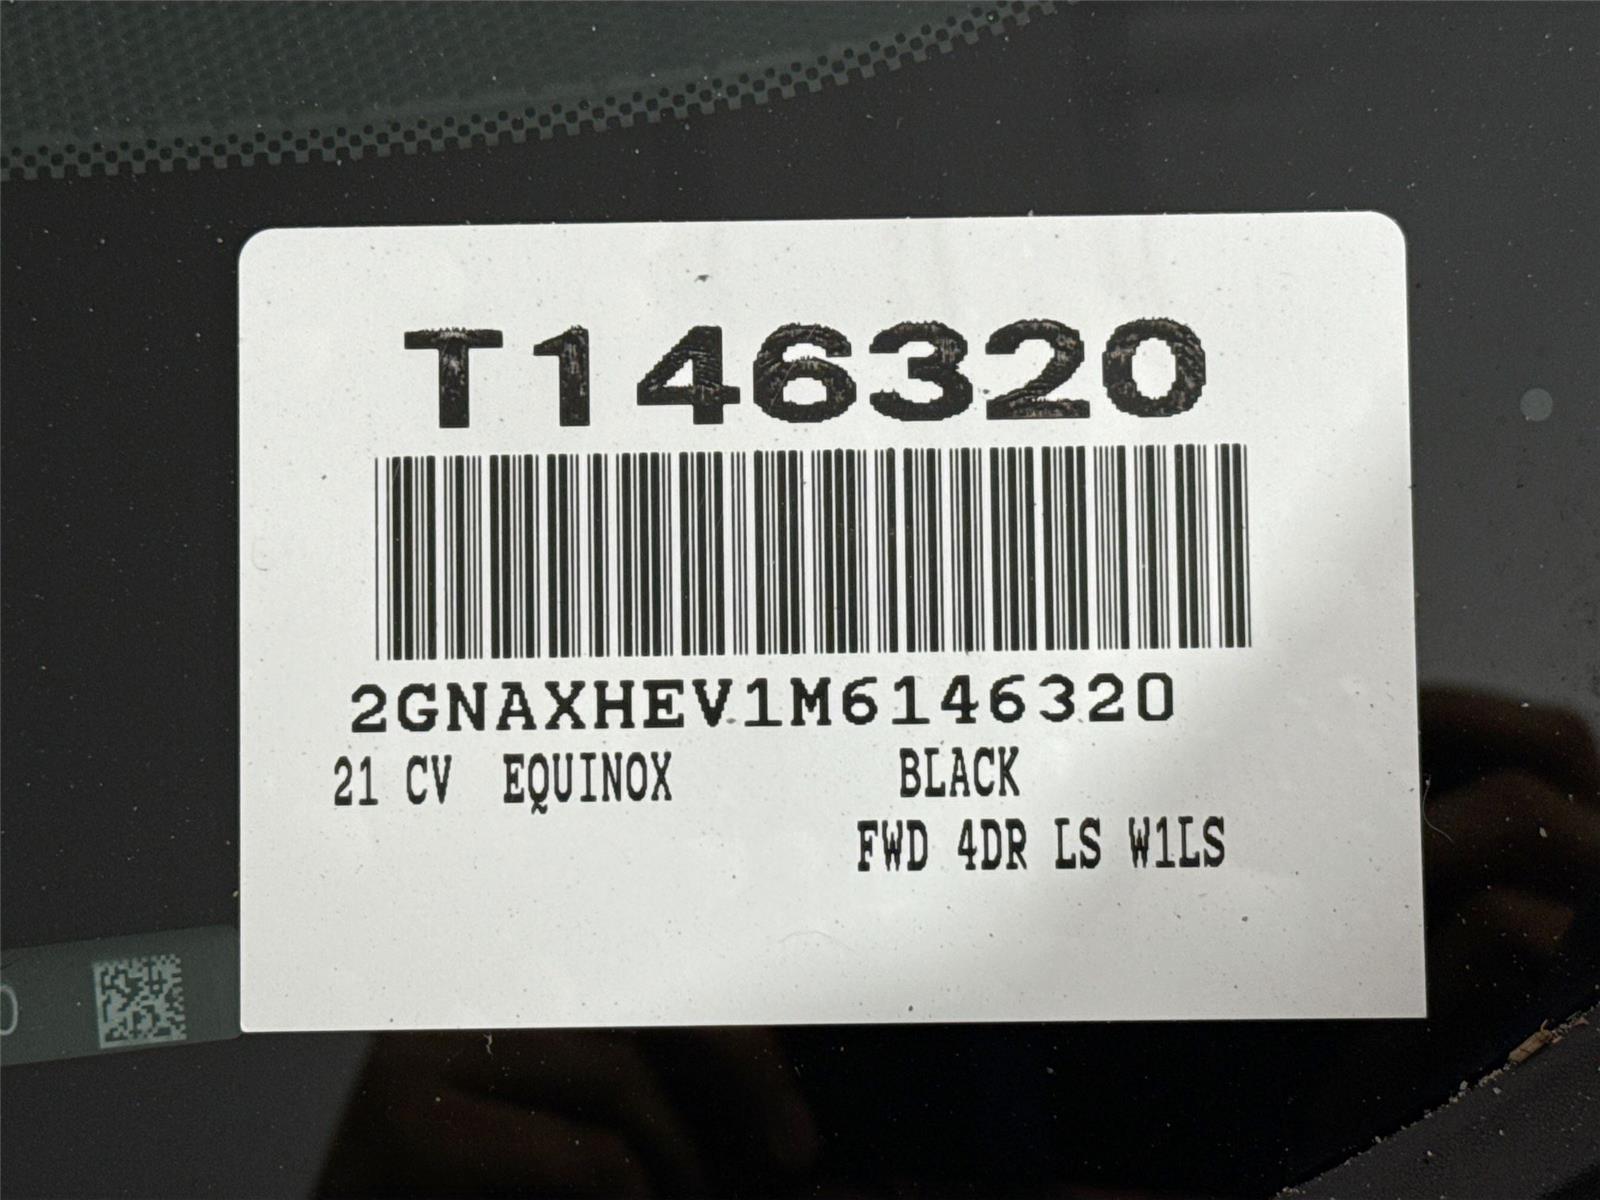 T146320
2GNAXHEV1M6146320
21 CV EQUINOX BLACK
FWD 4DR LS W1LS